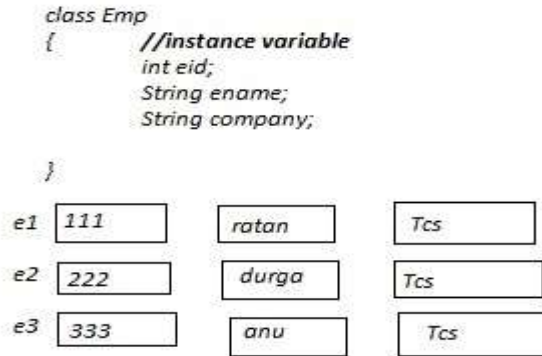 class Emp
{ //instance variable
int eid;
String ename;
String company;
}
e1 111 ratan Tcs
e2 222 durga Tcs
e3 333 anu Tcs